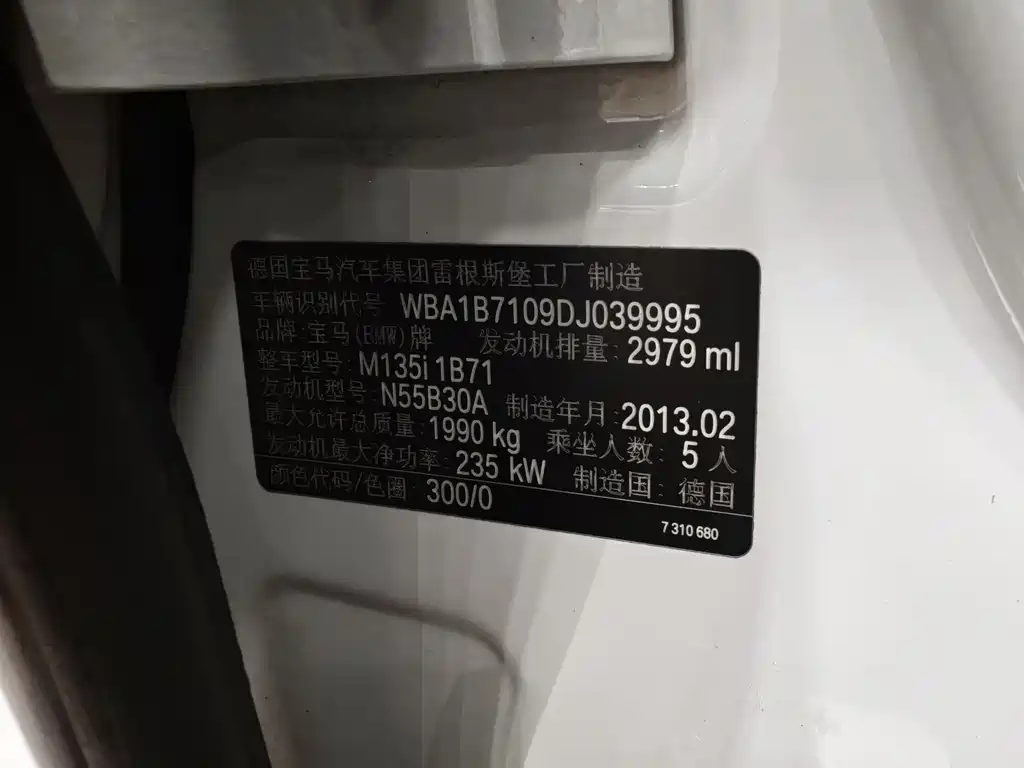 德国宝马汽车集团雷根斯堡工厂制造
车辆识别代号 WBA1B7109DJ039995
品牌:宝马(BMW)牌 发动机排量: 2979 ml
整车型号: M135i 1B71
发动机型号: N55B30A 制造年月: 2013.02
最大允许总质量: 1990 kg 乘坐人数: 5 人
发动机最大净功率: 235 kW 制造国: 德国
颜色代码/色圈: 300/0
7 310 680